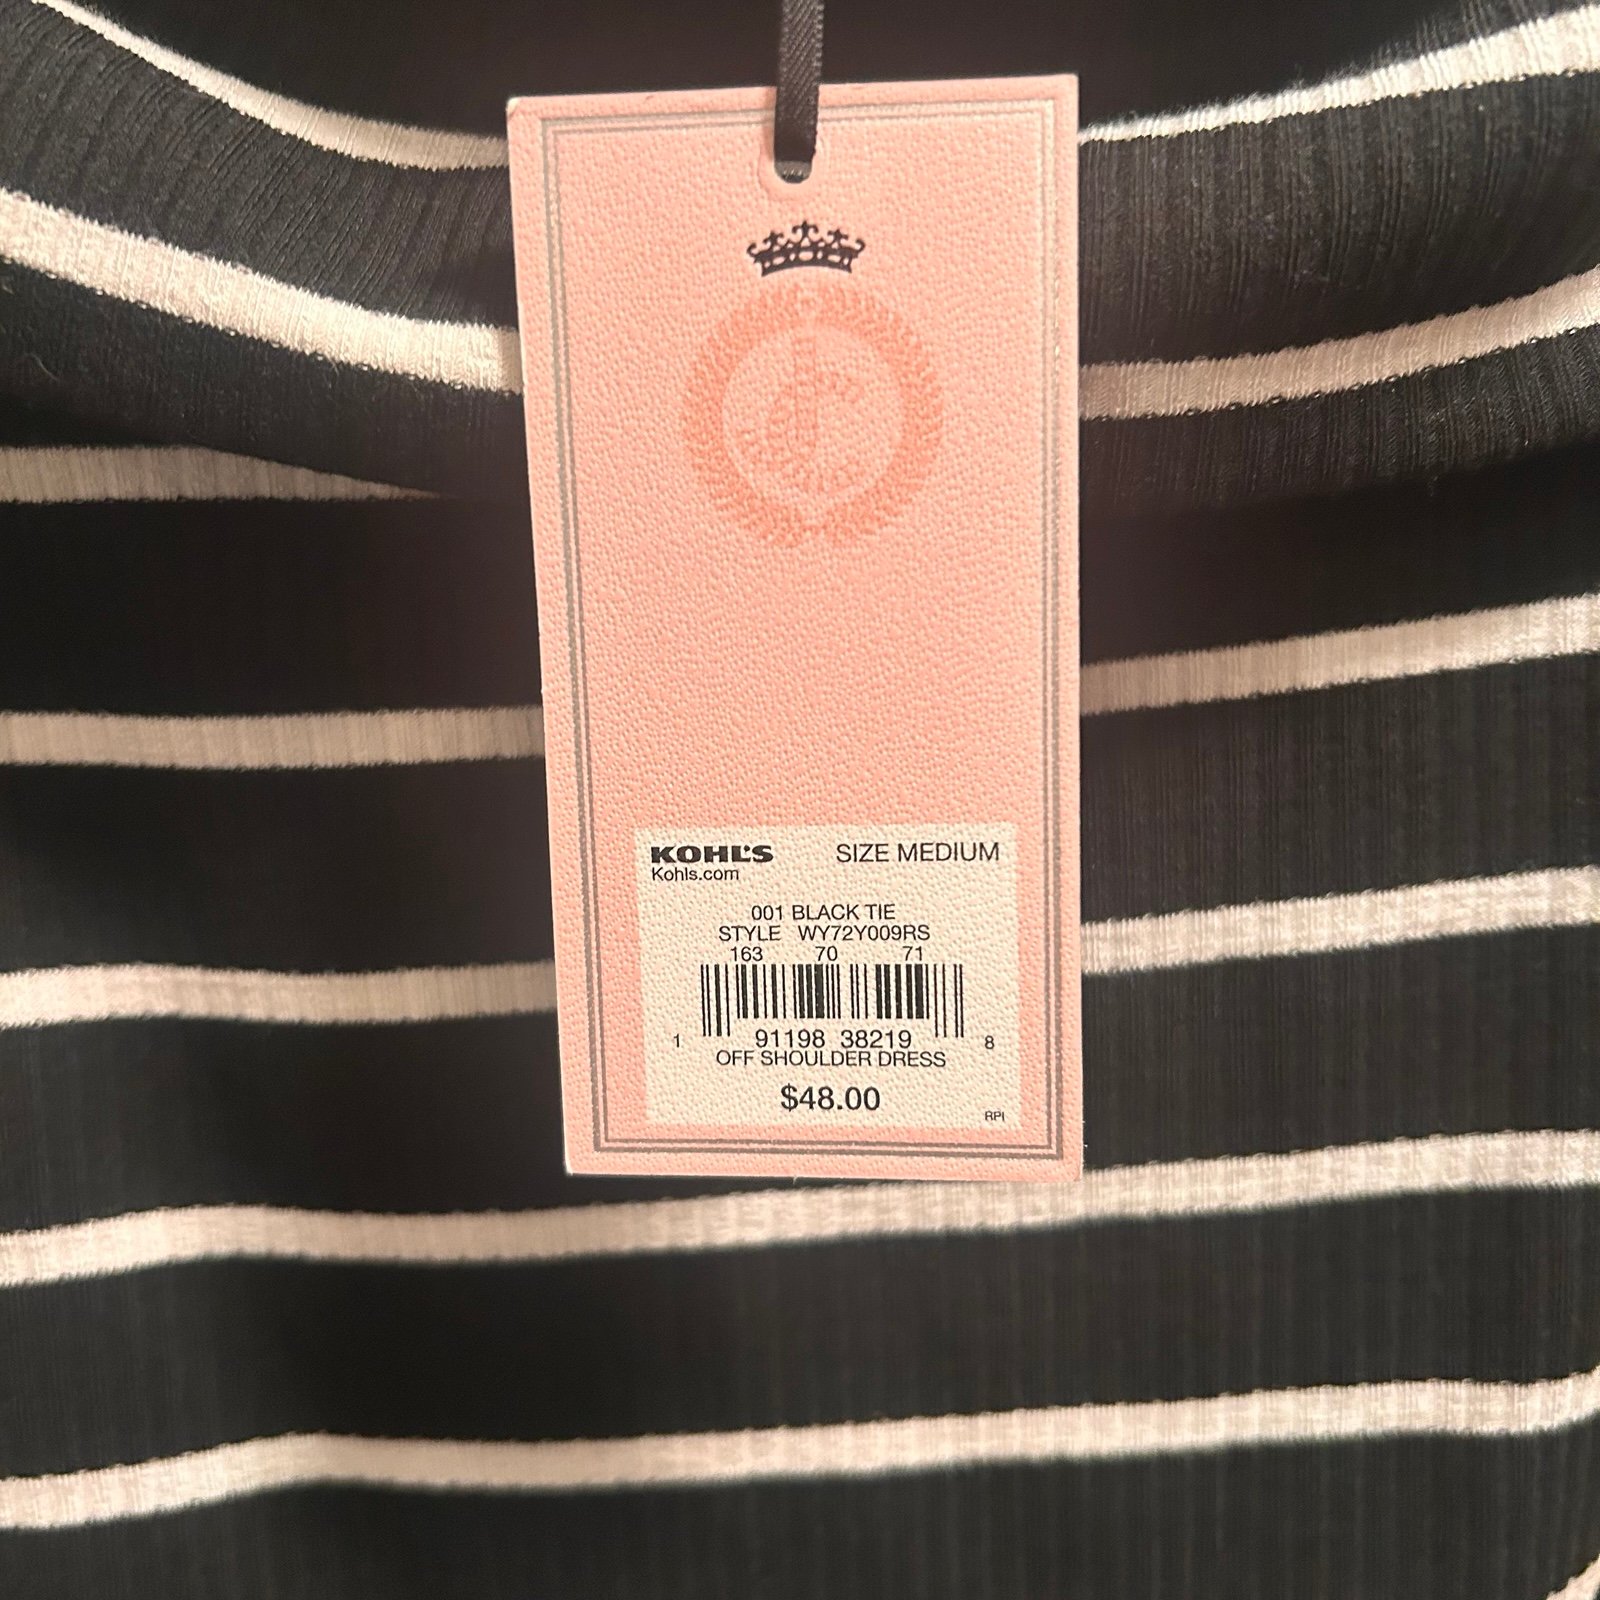 KOHL'S SIZE MEDIUM
Kohls.com
001 BLACK TIE
STYLE WY72Y009RS
163 70 71
1 91198 38219 8
OFF SHOULDER DRESS
$48.00
RPI